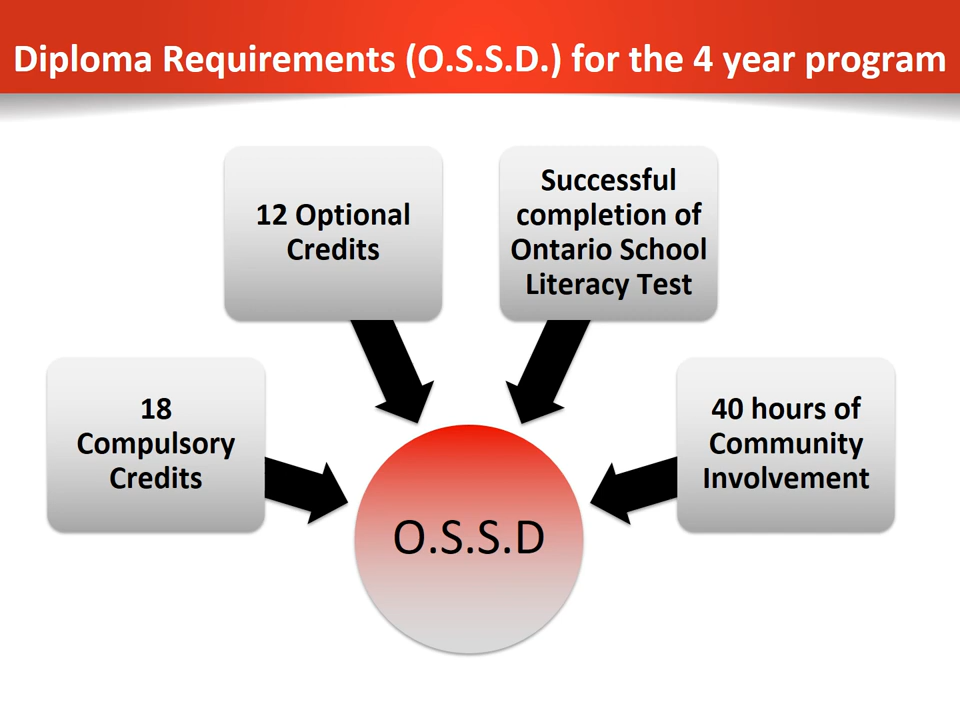 Diploma Requirements (O.S.S.D.) for the 4 year program
12 Optional
Credits
Successful
completion of
Ontario School
Literacy Test
18
Compulsory
Credits
40 hours of
Community
Involvement
O.S.S.D